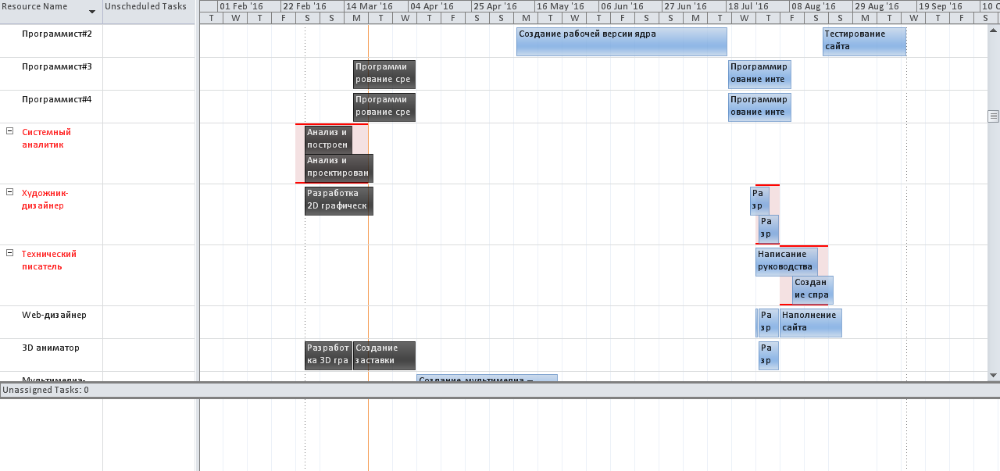 Resource Name Unscheduled Tasks 01 Feb '16 22 Feb '16 14 Mar '16 04 Apr '16 25 Apr '16 16 May '16 06 Jun '16 27 Jun '16 18 Jul '16 08 Aug '16 29 Aug '16 19 Sep '16 10 O
T W T F S S M T W T F S S M T W T F S S M T W T F S S M T W T F S
Программист#2
Создание рабочей версии ядра
Тестирование
сайта
Программист#3
Программи
рование сре
Программир
ование инте
Программист#4
Программи
рование сре
Программир
ование инте
Системный
аналитик
Анализ и
построен
Анализ и
проектирован
Художник-
дизайнер
Разработка
2D графическ
Ра
зр
Ра
зр
Технический
писатель
Написание
руководства
Создан
ие спра
Web-дизайнер
Ра
зр
Наполнение
сайта
3D аниматор
Разработ
ка 3D гра
Создание
заставки
Ра
зр
Мультимедиа-
Создание мультимедиа –
Unassigned Tasks: 0